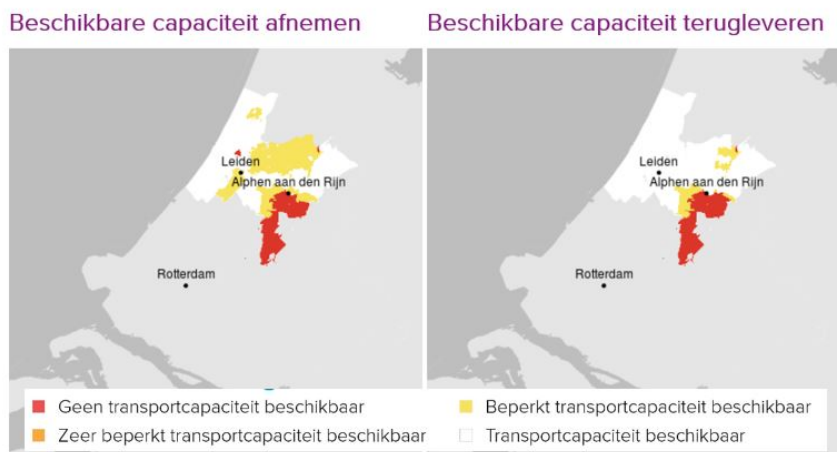 Beschikbare capaciteit afnemen
Beschikbare capaciteit terugleveren
Leiden
Alphen aan den Rijn
Rotterdam
Leiden
Alphen aan den Rijn
Rotterdam
Geen transportcapaciteit beschikbaar
Zeer beperkt transportcapaciteit beschikbaar
Beperkt transportcapaciteit beschikbaar
Transportcapaciteit beschikbaar